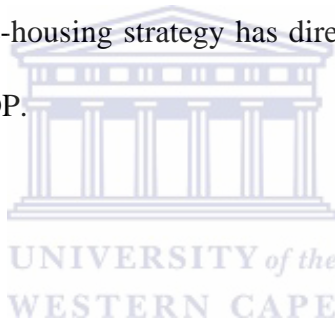 -housing strategy has dire
P.
UNIVERSITY of the
WESTERN CAPE